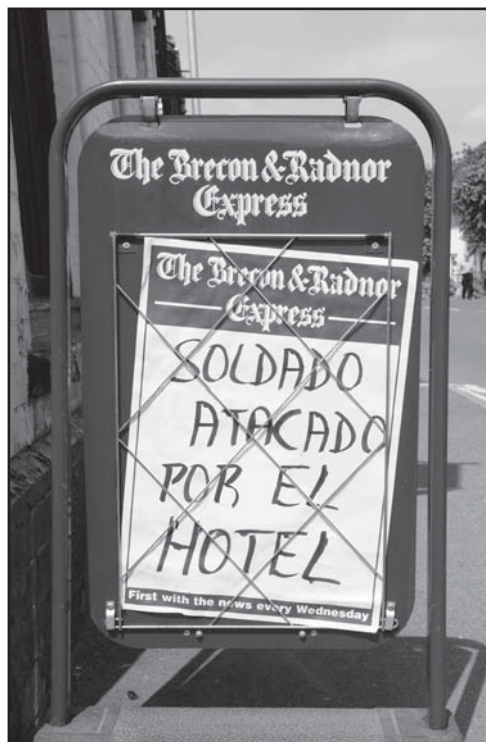 The Brecon & Radnor
Express
The Brecon & Radnor
Express
SOLDADO
ATACADO
POR EL
HOTEL
First with the news every Wednesday